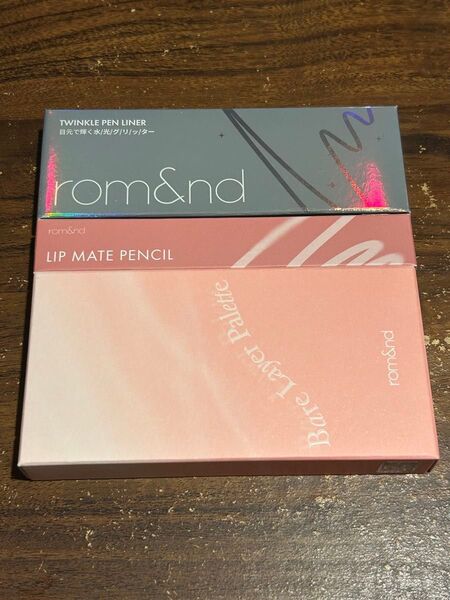 TWINKLE PEN LINER
目元で輝く水/光グ/リ/ッ/ター
rom&nd
rom&nd
LIP MATE PENCIL
Bare Layer Palette
rom&nd